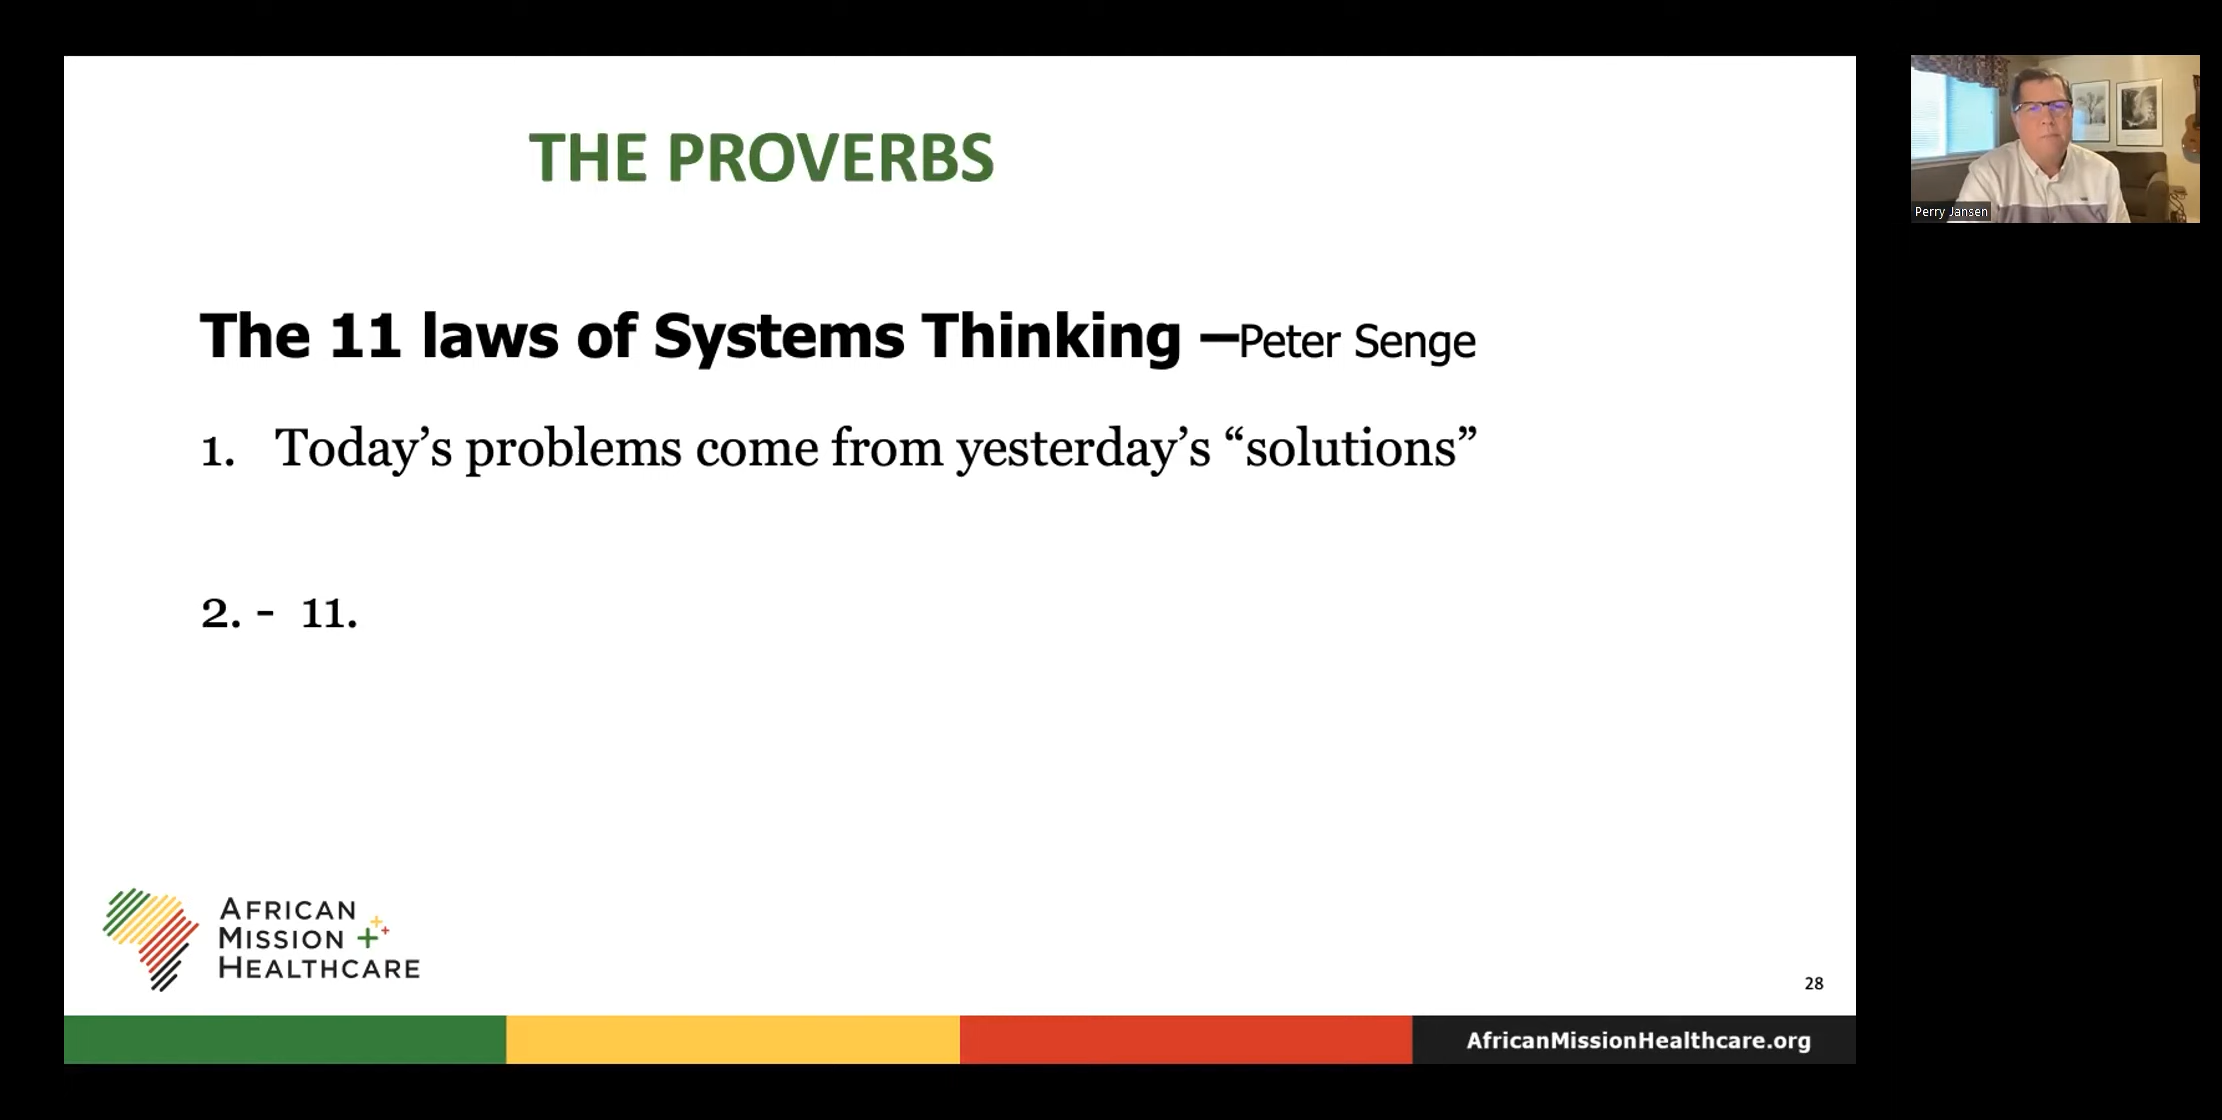 THE PROVERBS
The 11 laws of Systems Thinking —Peter Senge
1. Today’s problems come from yesterday’s “solutions”
2. - 11.
AFRICAN
MISSION
HEALTHCARE
28
AfricanMissionHealthcare.org
Perry Jansen